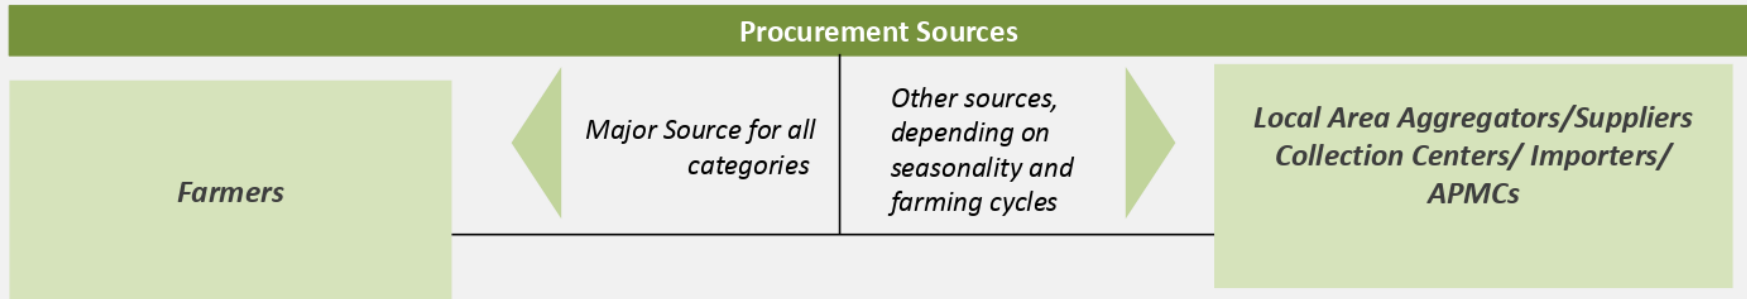 Procurement Sources
Farmers
Major Source for all
categories
Other sources,
depending on
seasonality and
farming cycles
Local Area Aggregators/Suppliers
Collection Centers/ Importers/
APMCs